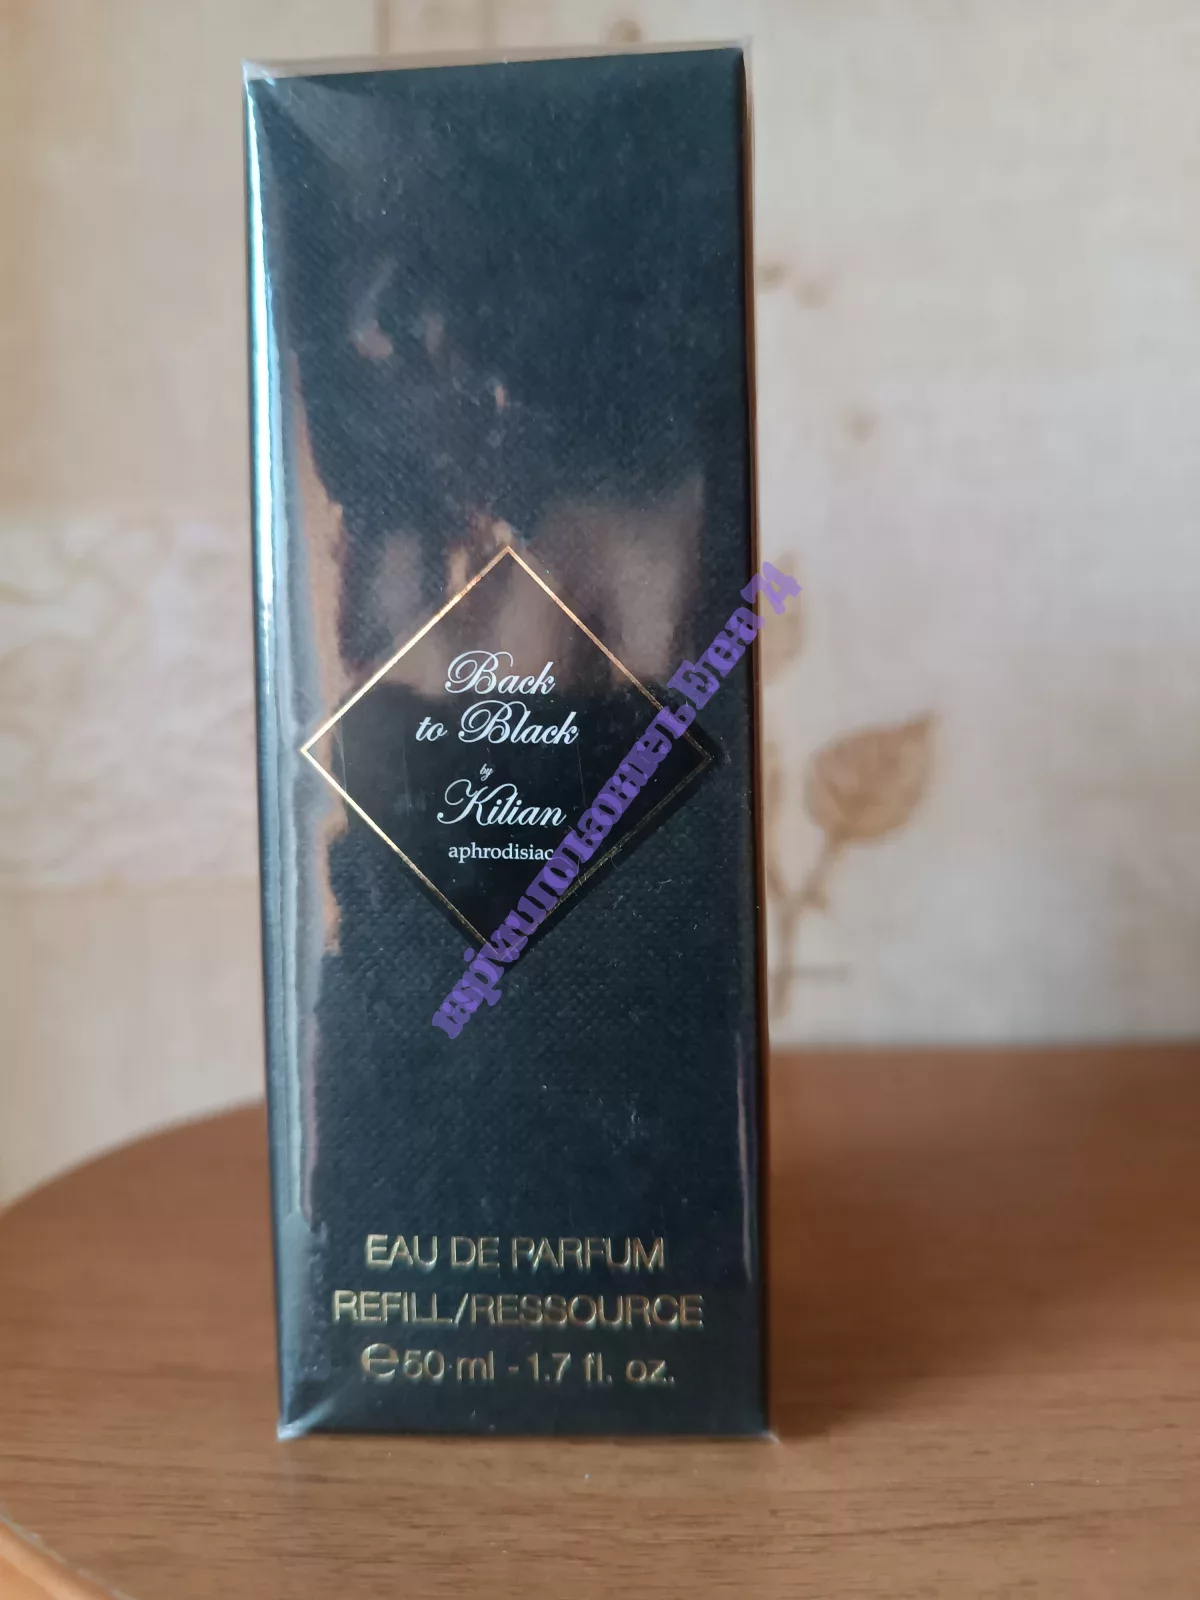 Back
to Black
by
Kilian
aphrodisiac
EAU DE PARFUM
REFILL/RESSOURCE
℮50 ml - 1.7 fl. oz.